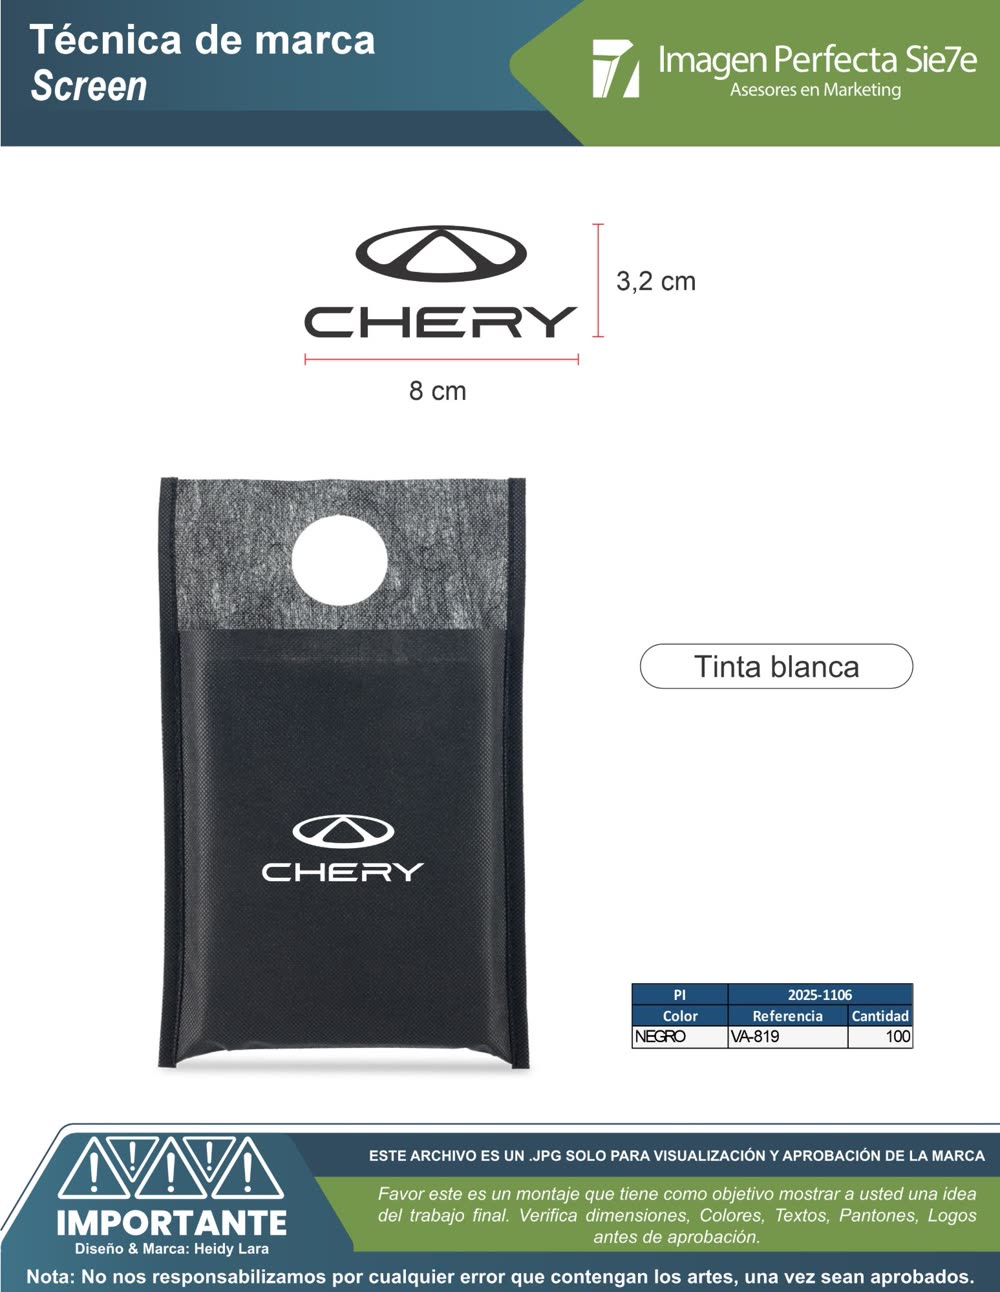 Técnica de marca
Screen
Imagen Perfecta Sie7e
Asesores en Marketing
CHERY
3,2 cm
8 cm
Tinta blanca
CHERY
PI 2025-1106
Color Referencia Cantidad
NEGRO VA-819 100
IMPORTANTE
Diseño & Marca: Heidy Lara
ESTE ARCHIVO ES UN .JPG SOLO PARA VISUALIZACIÓN Y APROBACIÓN DE LA MARCA
Favor este es un montaje que tiene como objetivo mostrar a usted una idea
del trabajo final. Verifica dimensiones, Colores, Textos, Pantones, Logos
antes de aprobación.
Nota: No nos responsabilizamos por cualquier error que contengan los artes, una vez sean aprobados.